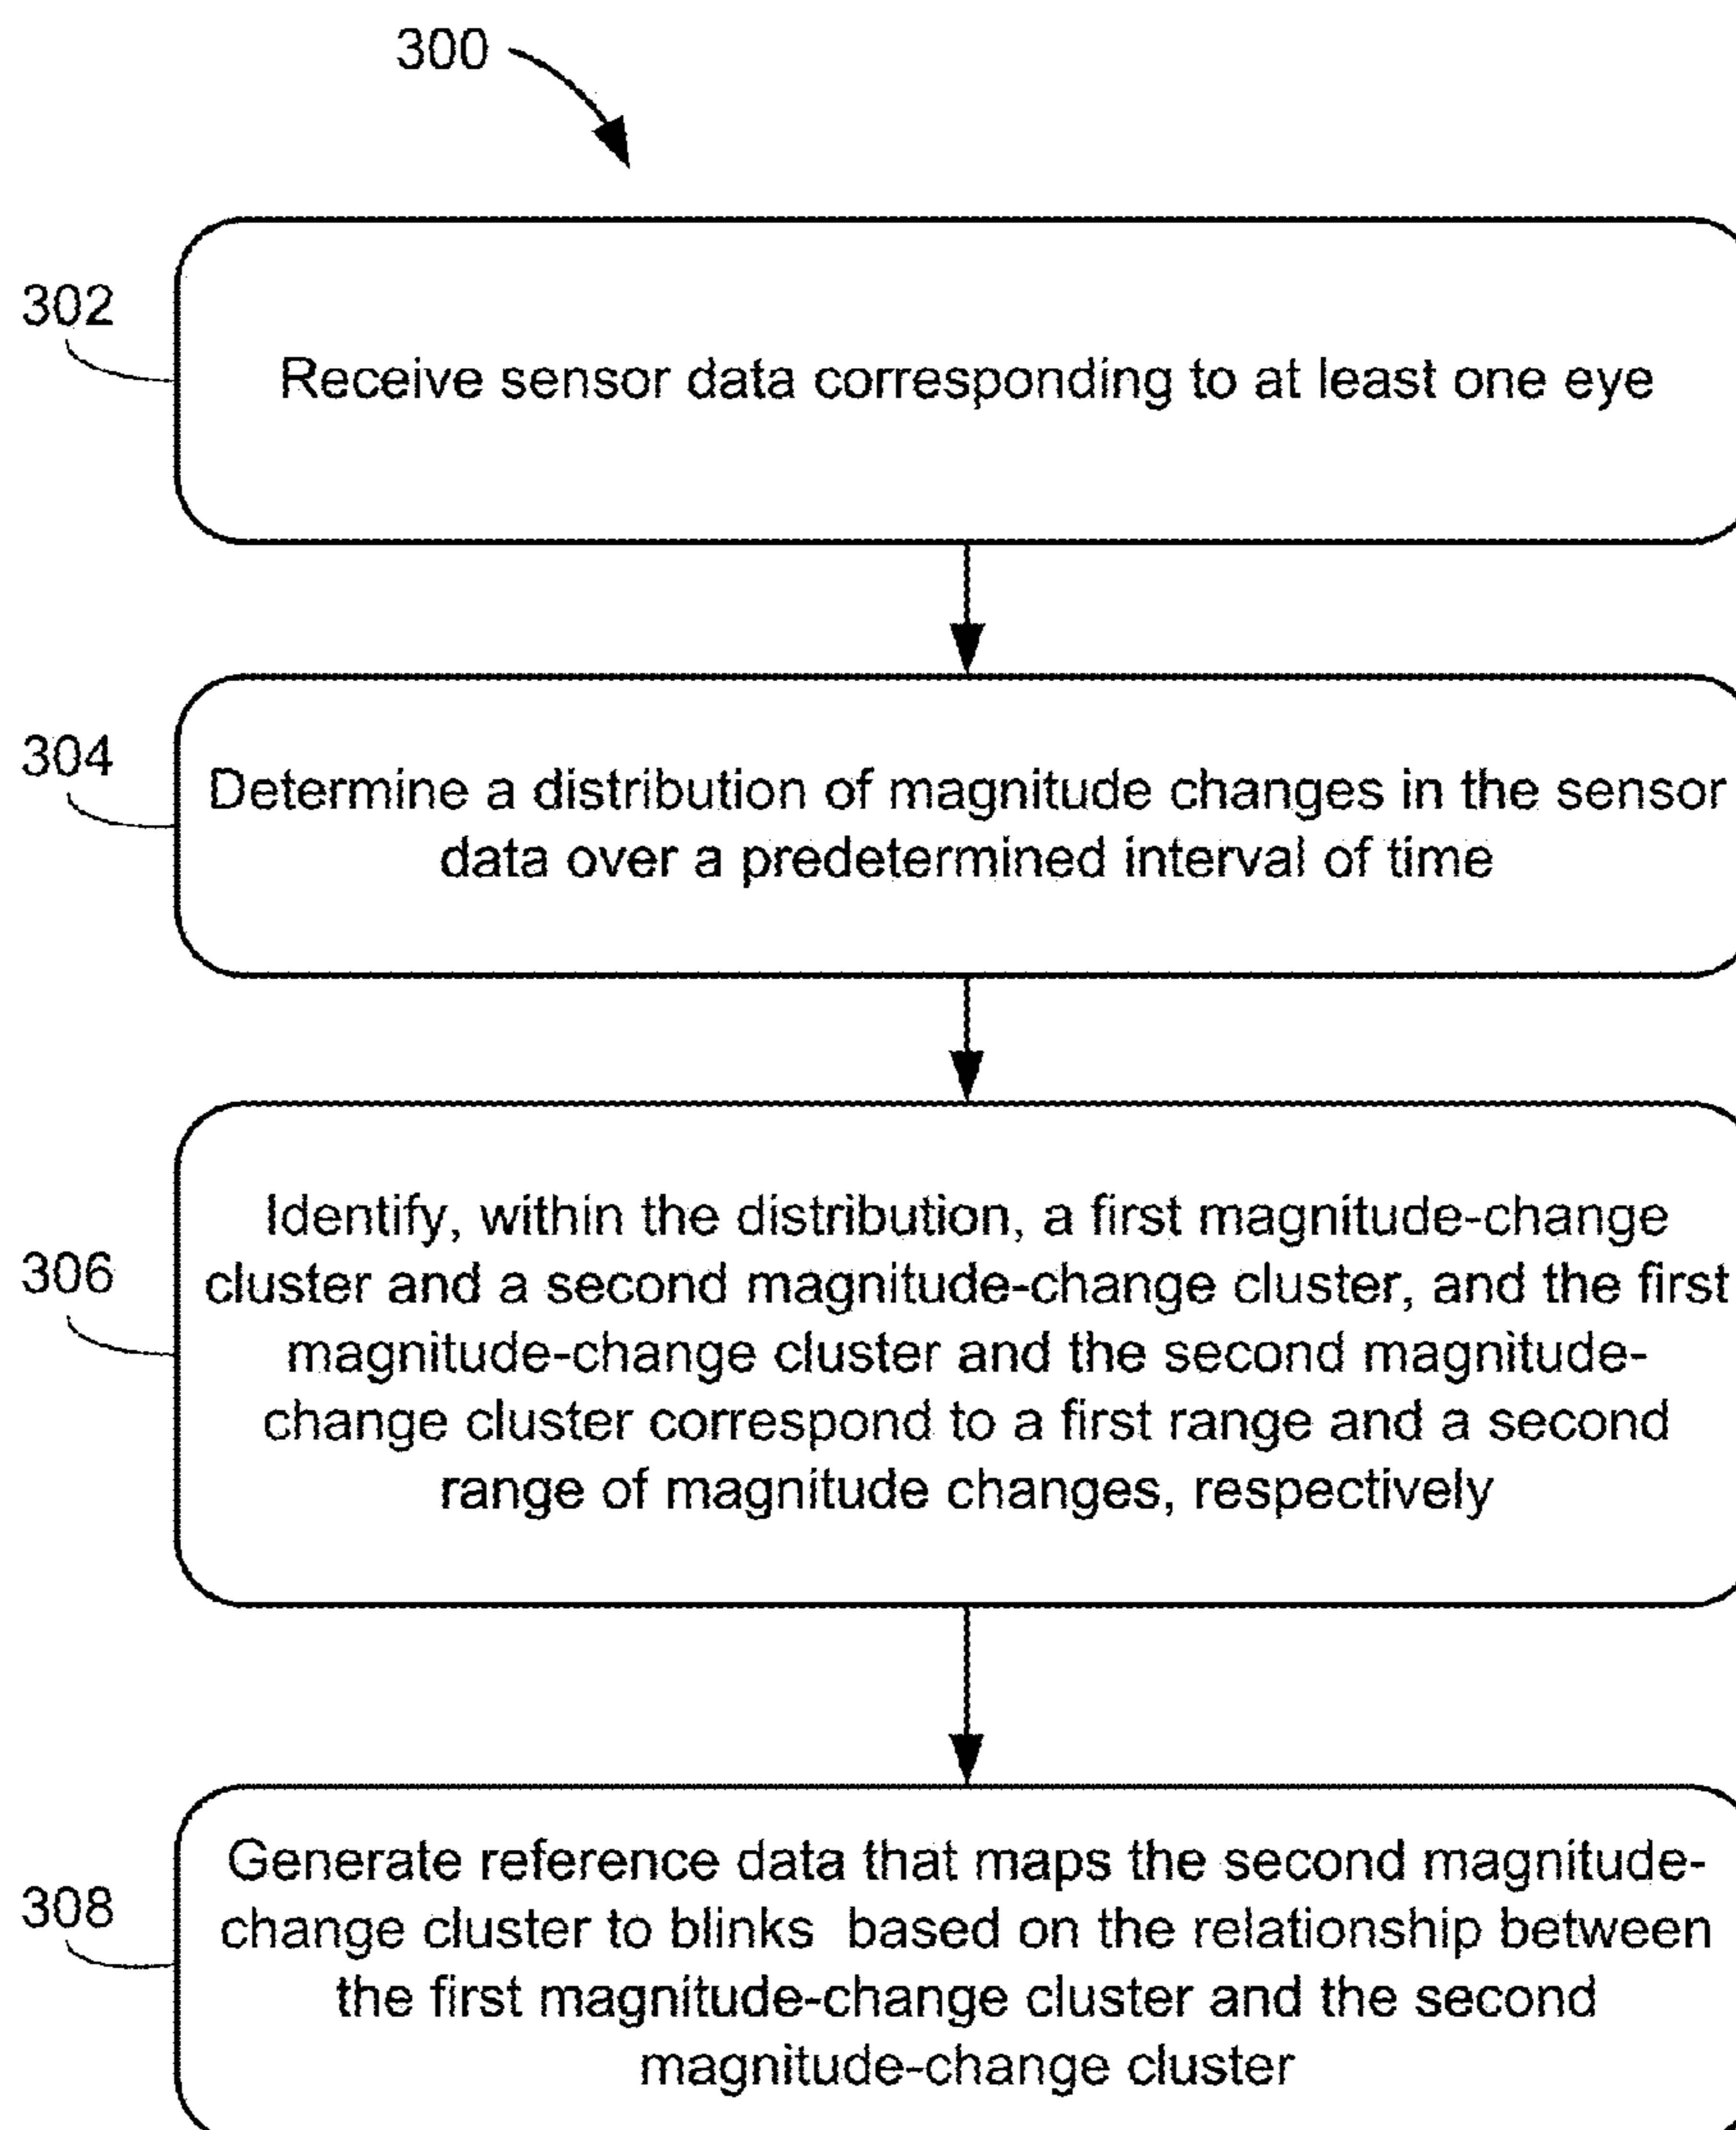 300
302
Receive sensor data corresponding to at least one eye
304
Determine a distribution of magnitude changes in the sensor
data over a predetermined interval of time
306
Identify, within the distribution, a first magnitude-change
cluster and a second magnitude-change cluster, and the first
magnitude-change cluster and the second magnitude-
change cluster correspond to a first range and a second
range of magnitude changes, respectively
308
Generate reference data that maps the second magnitude-
change cluster to blinks  based on the relationship between
the first magnitude-change cluster and the second
magnitude-change cluster